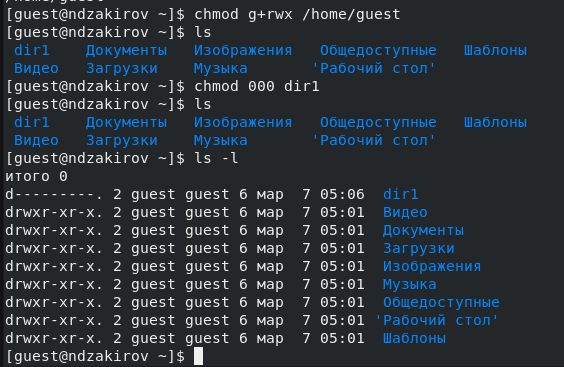 /home/guest
[guest@ndzakirov ~]$ chmod g+rwx /home/guest
[guest@ndzakirov ~]$ ls
dir1 Документы Изображения Общедоступные Шаблоны
Видео Загрузки Музыка 'Рабочий стол'
[guest@ndzakirov ~]$ chmod 000 dir1
[guest@ndzakirov ~]$ ls
dir1 Документы Изображения Общедоступные Шаблоны
Видео Загрузки Музыка 'Рабочий стол'
[guest@ndzakirov ~]$ ls -l
итого 0
d---------. 2 guest guest 6 мар 7 05:06 dir1
drwxr-xr-x. 2 guest guest 6 мар 7 05:01 Видео
drwxr-xr-x. 2 guest guest 6 мар 7 05:01 Документы
drwxr-xr-x. 2 guest guest 6 мар 7 05:01 Загрузки
drwxr-xr-x. 2 guest guest 6 мар 7 05:01 Изображения
drwxr-xr-x. 2 guest guest 6 мар 7 05:01 Музыка
drwxr-xr-x. 2 guest guest 6 мар 7 05:01 Общедоступные
drwxr-xr-x. 2 guest guest 6 мар 7 05:01 'Рабочий стол'
drwxr-xr-x. 2 guest guest 6 мар 7 05:01 Шаблоны
[guest@ndzakirov ~]$